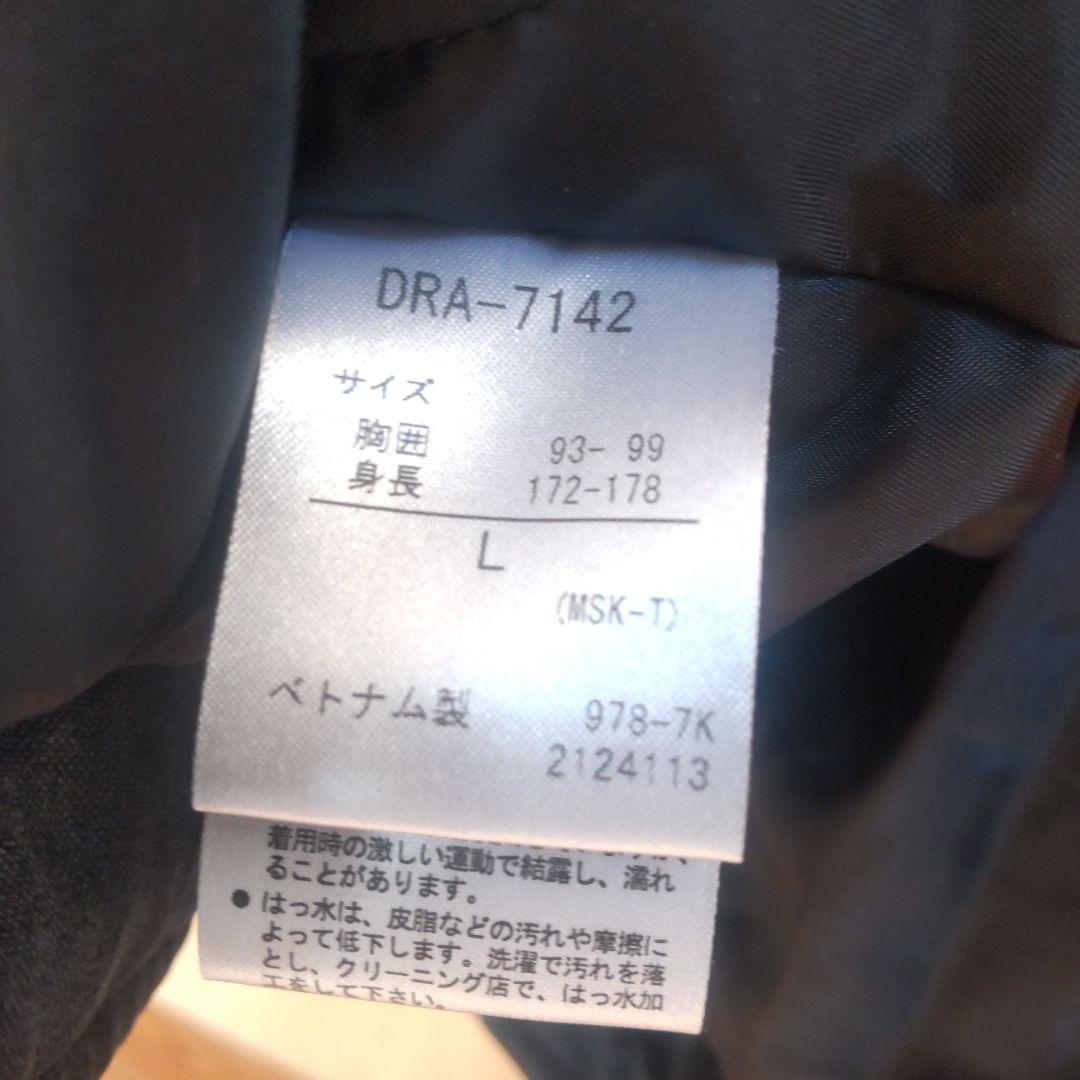 DRA-7142
サイズ
胸囲 93- 99
身長 172-178
L
(MSK-T)
ベトナム製 978-7K
2124113
着用時の激しい運動で結露し、濡れ
ることがあります。
● はっ水は、皮脂などの汚れや摩擦に
よって低下します。洗濯で汚れを落
とし、クリーニング店で、はっ水加
工をして下さい。